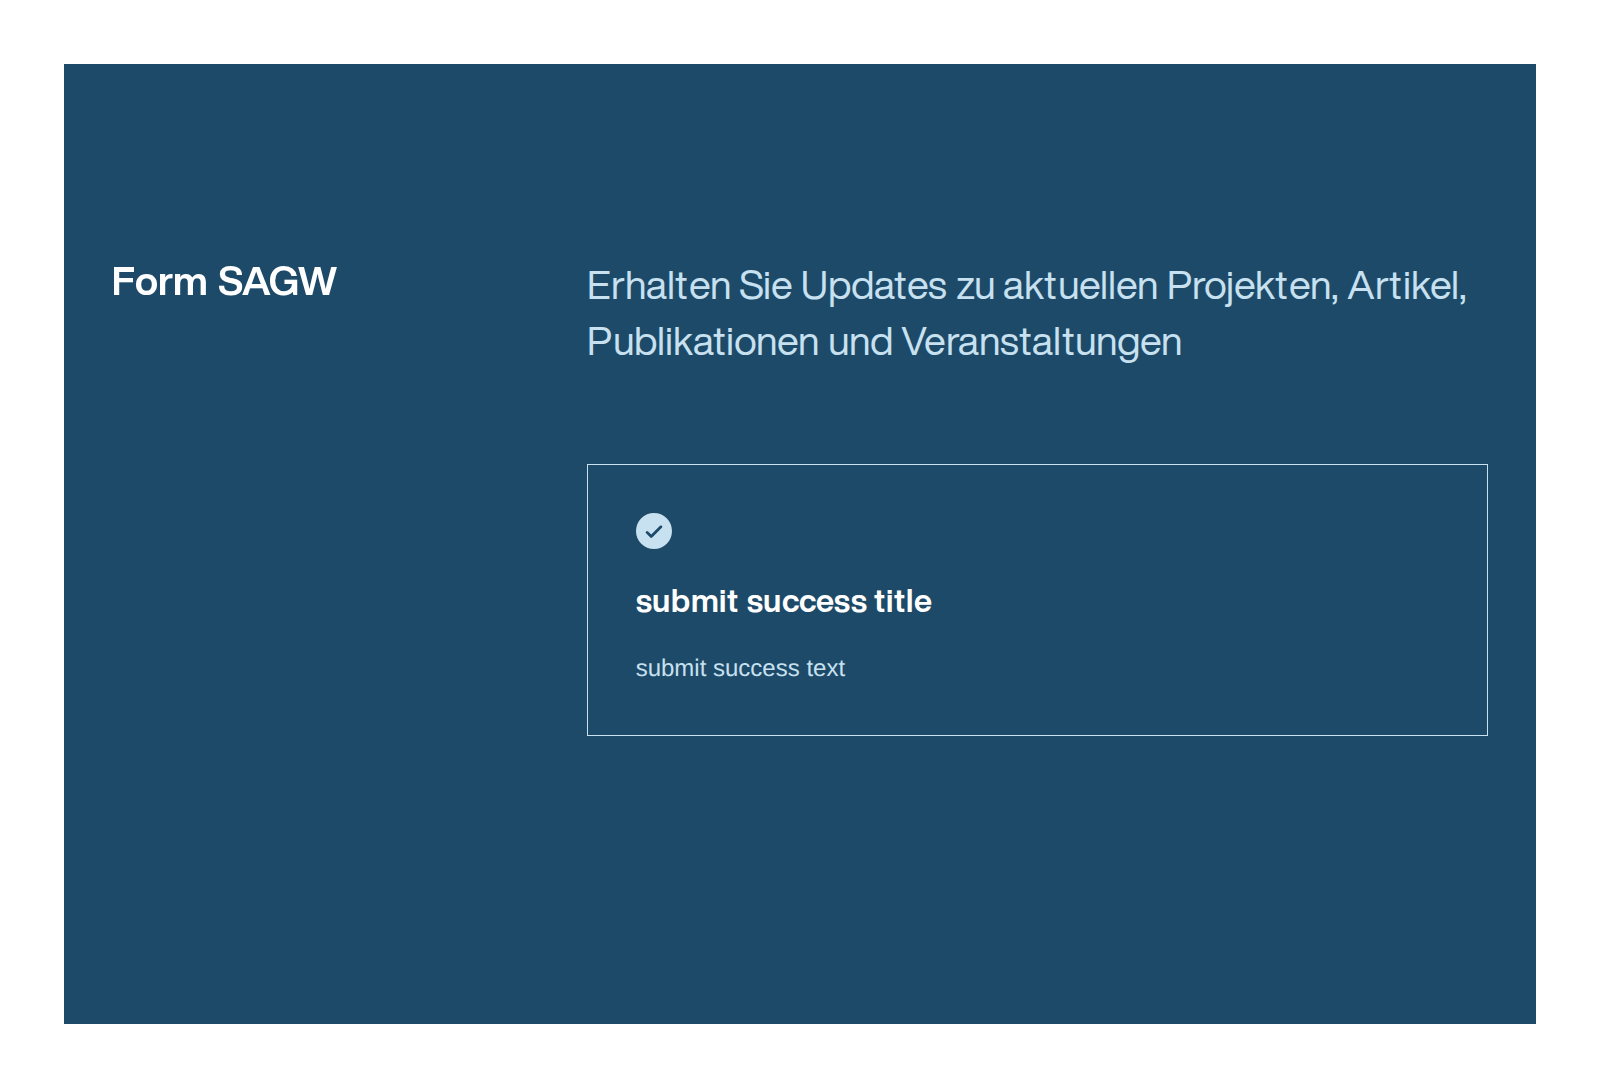 Form SAGW
Erhalten Sie Updates zu aktuellen Projekten, Artikel,
Publikationen und Veranstaltungen
submit success title
submit success text